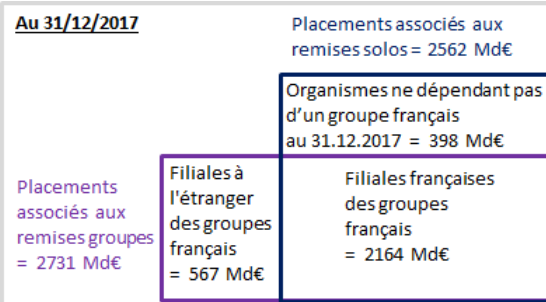 Au 31/12/2017
Placements associés aux
remises solos = 2562 Md€
Organismes ne dépendant pas
d'un groupe français
au 31.12.2017 = 398 Md€
Placements
associés aux
remises groupes
= 2731 Md€
Filiales à
l'étranger
des groupes
français
= 567 Md€
Filiales françaises
des groupes
français
= 2164 Md€